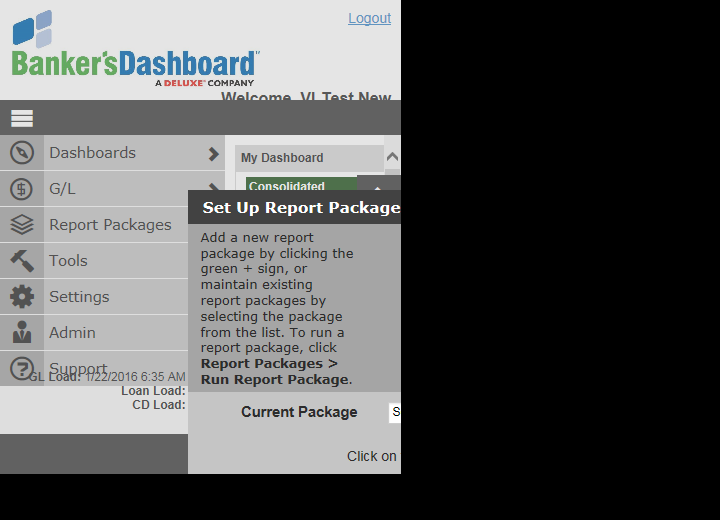 Logout
Banker'sDashboard™
A DELUXE® COMPANY
Welcome, VI Test New
Dashboards
G/L
Report Packages
Tools
Settings
Admin
Support
GL Load: 1/22/2016 6:35 AM
Loan Load:
CD Load:
My Dashboard
Consolidated
Set Up Report Package
Add a new report
package by clicking the
green + sign, or
maintain existing
report packages by
selecting the package
from the list. To run a
report package, click
Report Packages >
Run Report Package.
Current Package
S
Click on